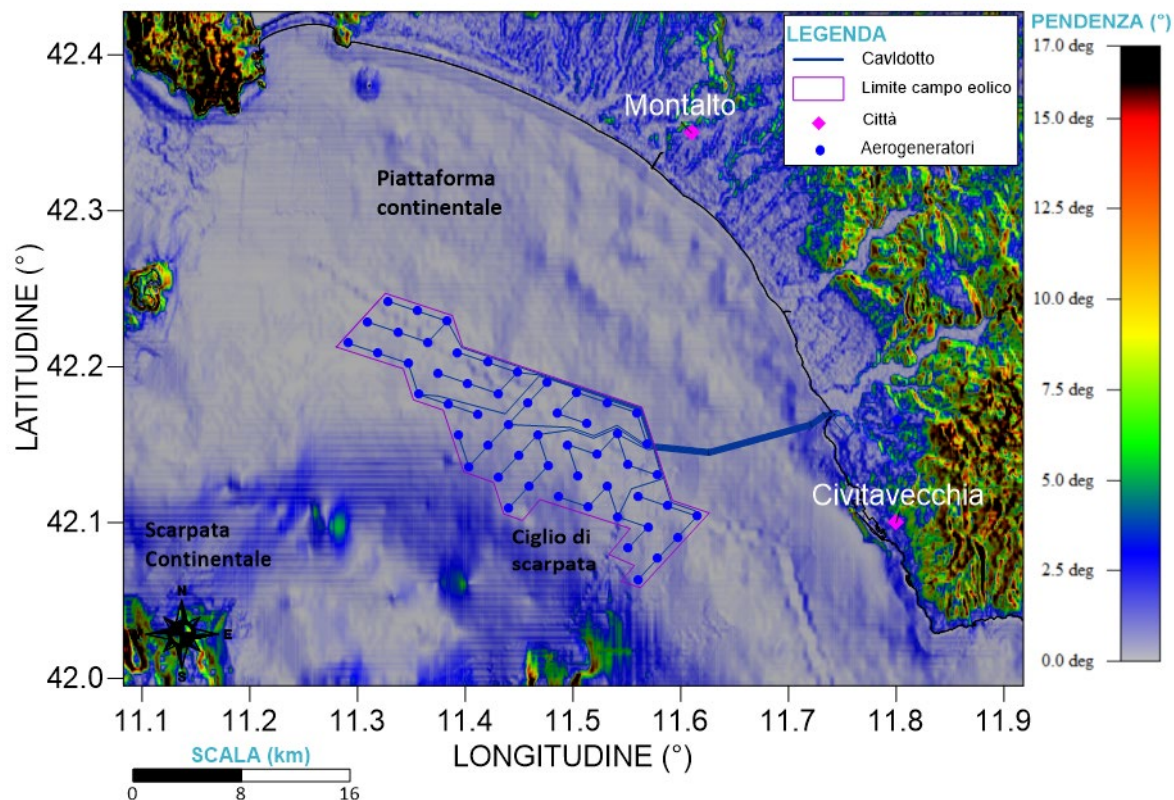 LEGENDA
Cavldotto
Limite campo eolico
Città
Aerogeneratori
PENDENZA (°)
17.0 deg
15.0 deg
12.5 deg
10.0 deg
7.5 deg
5.0 deg
2.5 deg
0.0 deg
Montalto
Piattaforma
continentale
Civitavecchia
Scarpata
Continentale
Ciglio di
scarpata
N
E
S
LATITUDINE (°)
42.4
42.3
42.2
42.1
42.0
11.1 11.2 11.3 11.4 11.5 11.6 11.7 11.8 11.9
LONGITUDINE (°)
SCALA (km)
0 8 16